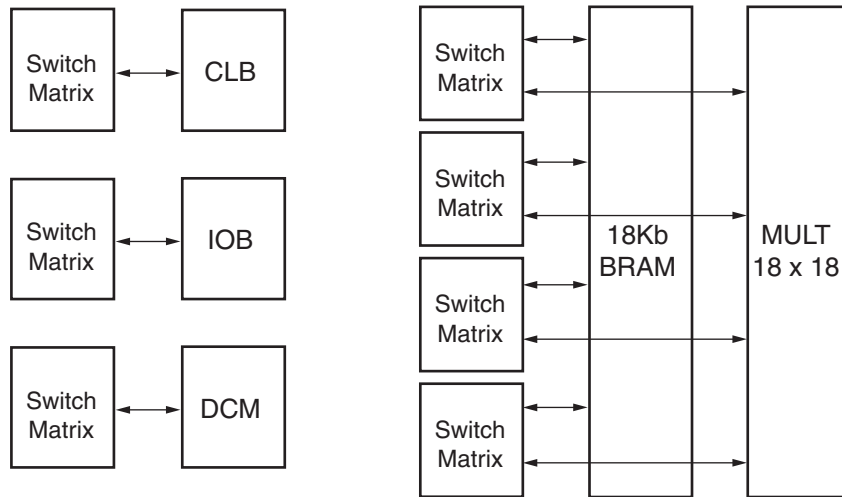 Switch
Matrix
CLB
Switch
Matrix
IOB
Switch
Matrix
DCM
Switch
Matrix
Switch
Matrix
Switch
Matrix
Switch
Matrix
18Kb
BRAM
MULT
18 x 18